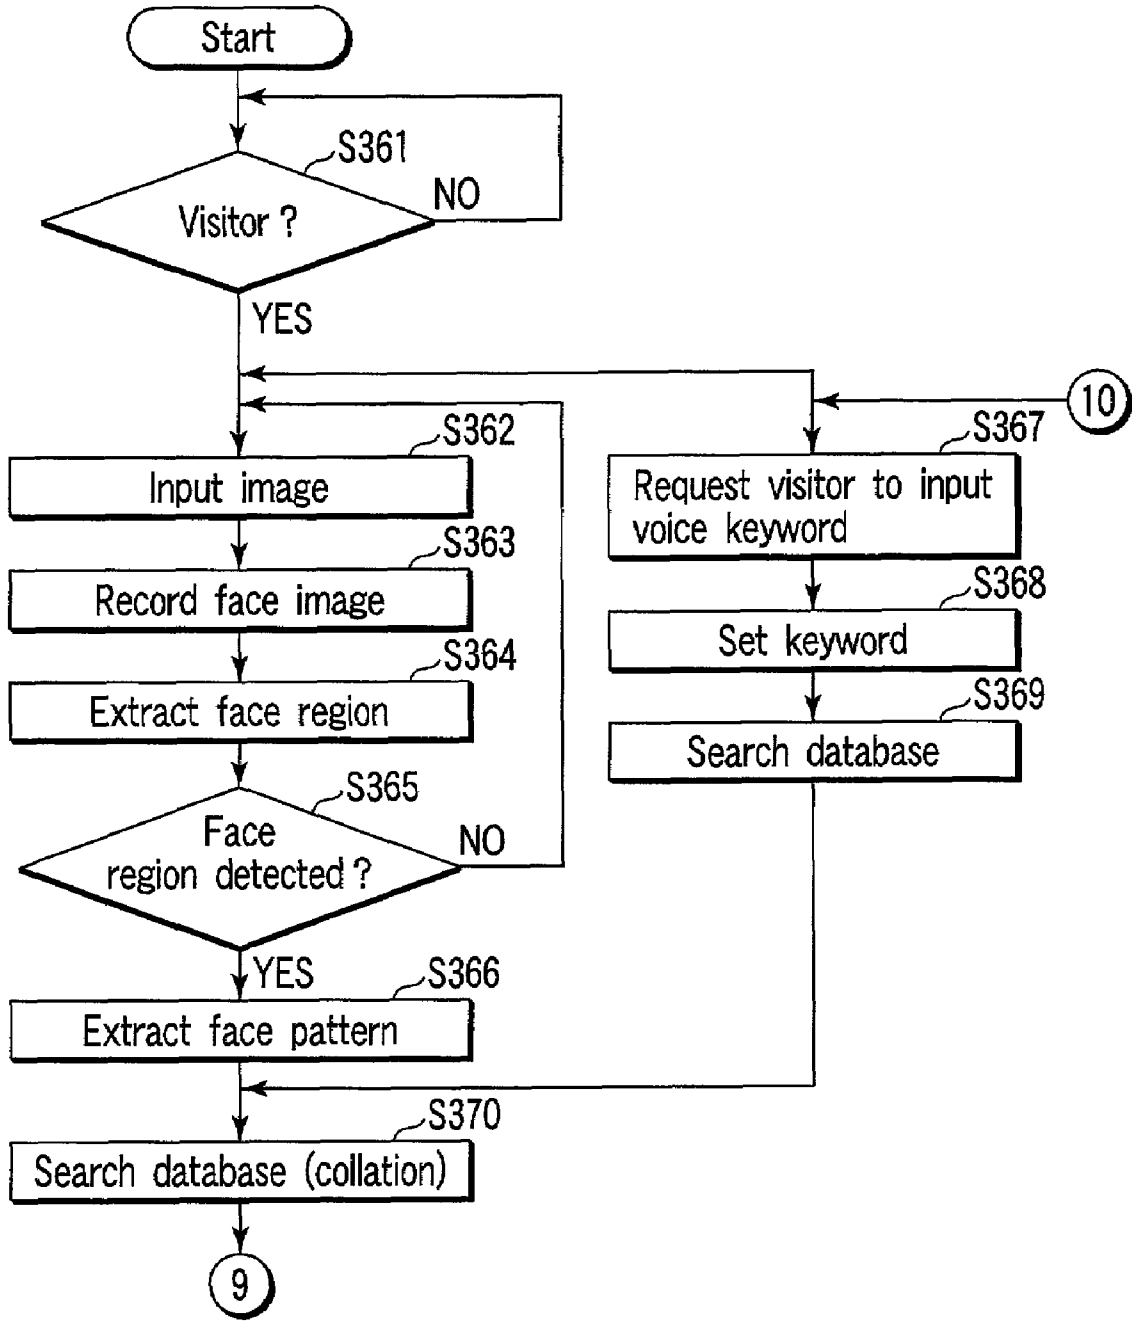 Start
S361
Visitor ?
NO
YES
10
S362
Input image
S363
Record face image
S364
Extract face region
S365
Face
region detected ?
NO
YES
S366
Extract face pattern
S367
Request visitor to input
voice keyword
S368
Set keyword
S369
Search database
S370
Search database (collation)
9